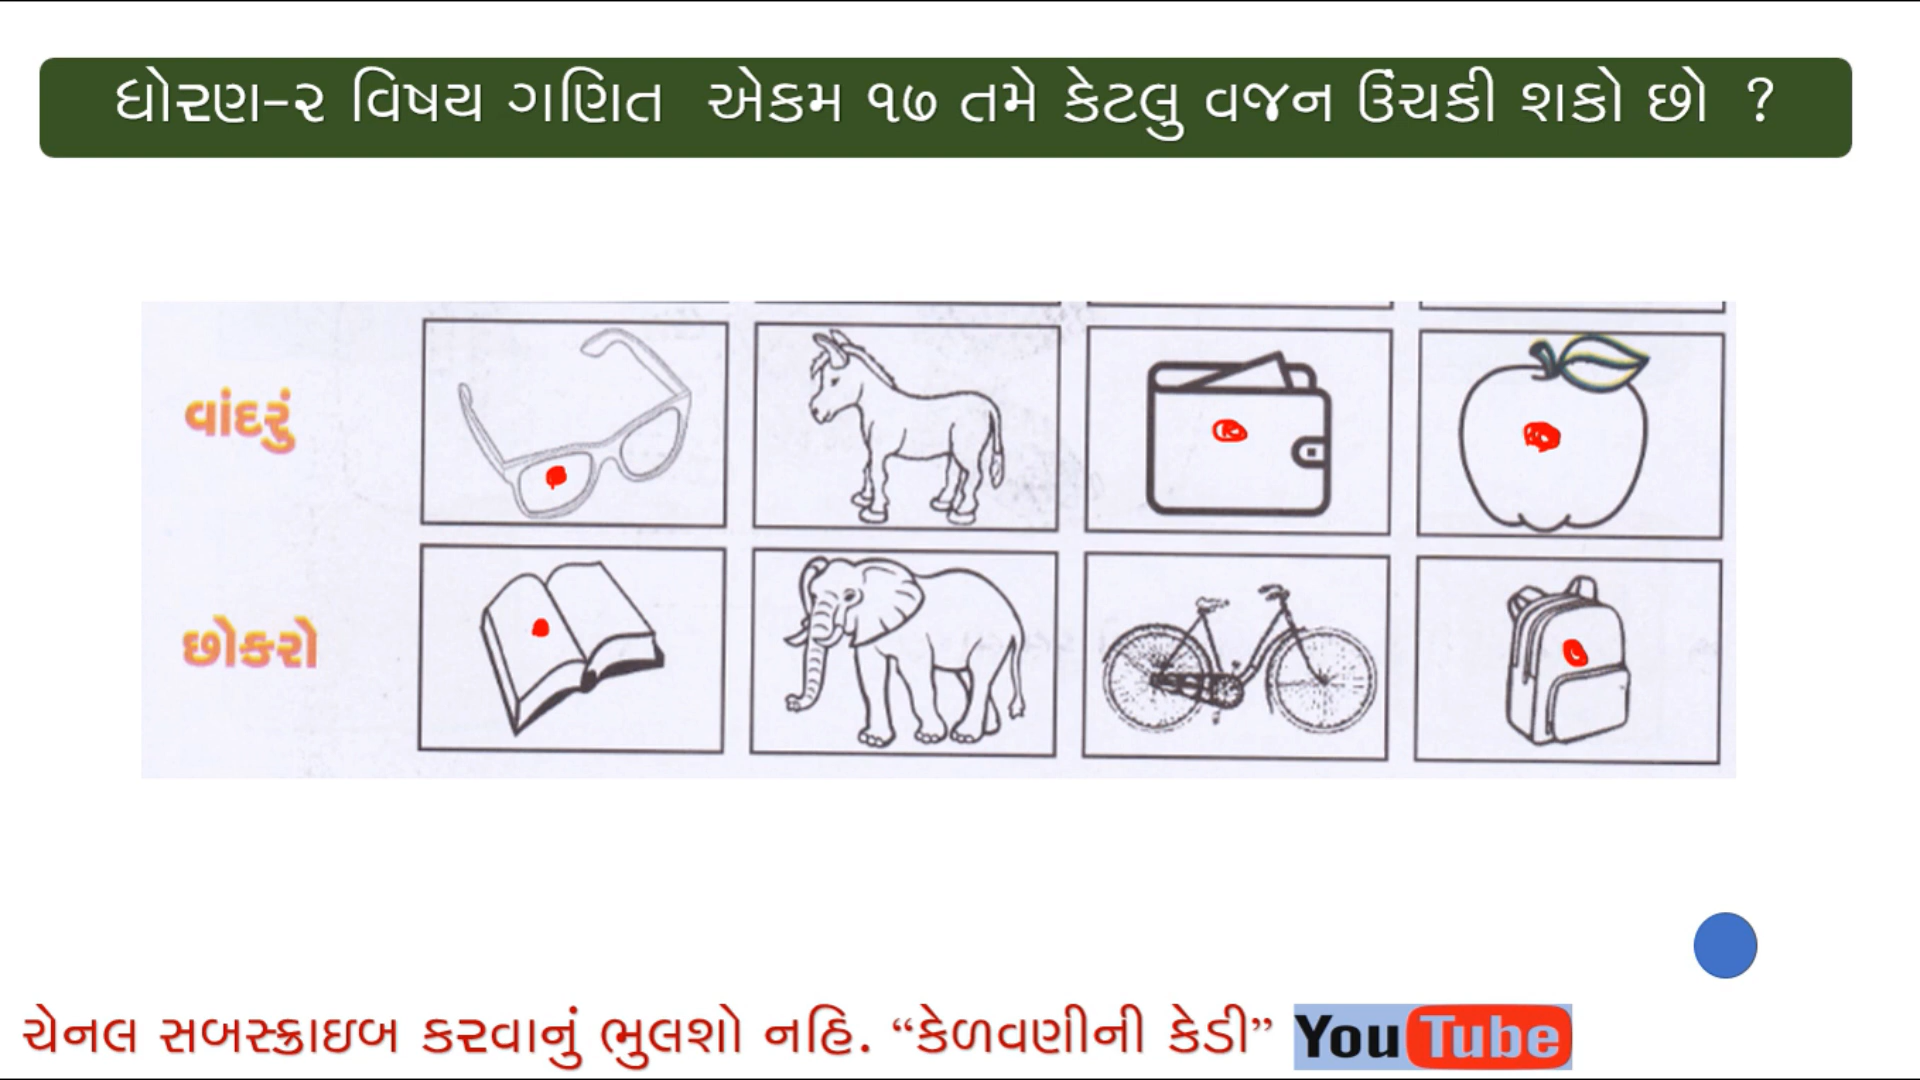 ધોરણ-૨ વિષય ગણિત એકમ ૧૭ તમે કેટલુ વજન ઉંચકી શકો છો ?
વાંદરું
છોકરો
ચેનલ સબસ્ક્રાઇબ કરવાનું ભુલશો નહિ. “કેળવણીની કેડી” YouTube